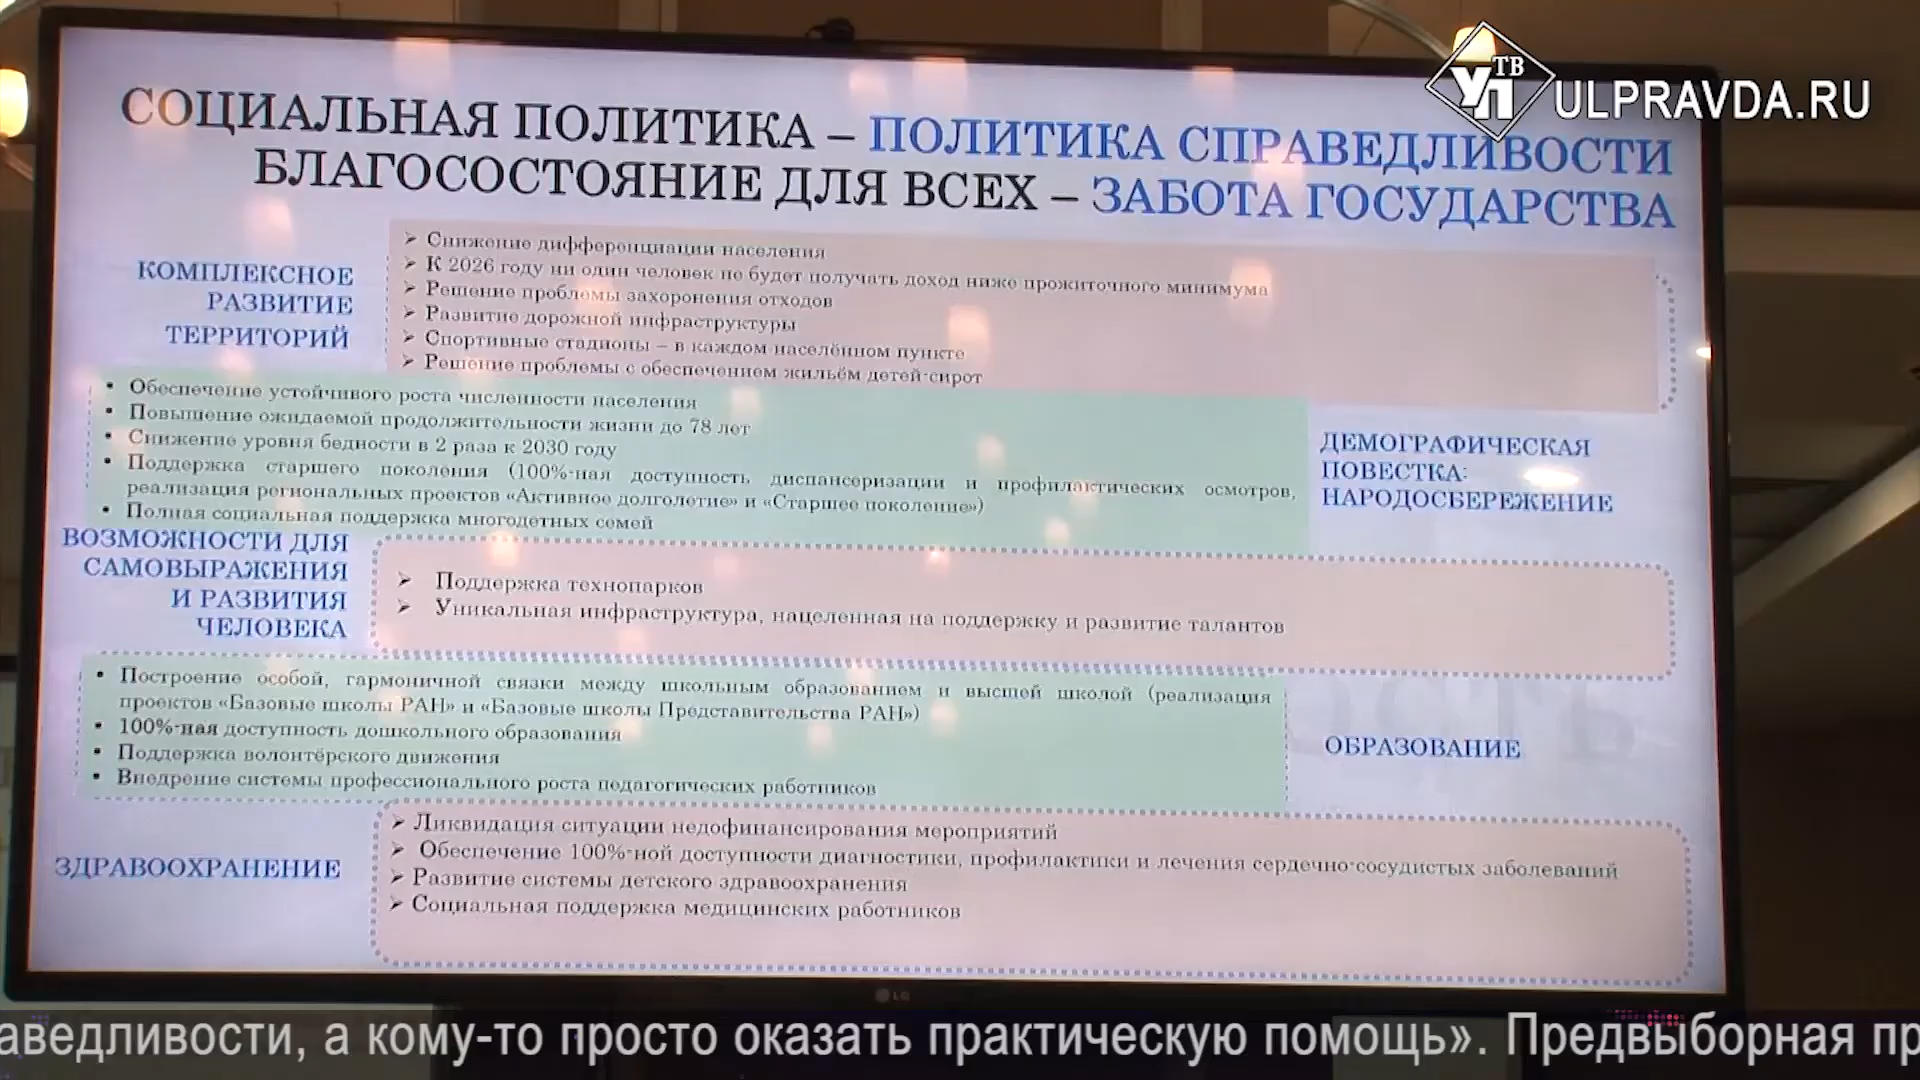 УП ТВ ULPRAVDA.RU
СОЦИАЛЬНАЯ ПОЛИТИКА – ПОЛИТИКА СПРАВЕДЛИВОСТИ
БЛАГОСОСТОЯНИЕ ДЛЯ ВСЕХ – ЗАБОТА ГОСУДАРСТВА
КОМПЛЕКСНОЕ
РАЗВИТИЕ
ТЕРРИТОРИЙ
➢ Снижение дифференциации населения
➢ К 2026 году ни один человек не будет получать доход ниже прожиточного минимума
➢ Решение проблемы захоронения отходов
➢ Развитие дорожной инфраструктуры
➢ Спортивные стадионы – в каждом населённом пункте
➢ Решение проблемы с обеспечением жильём детей-сирот
• Обеспечение устойчивого роста численности населения
• Повышение ожидаемой продолжительности жизни до 78 лет
• Снижение уровня бедности в 2 раза к 2030 году
• Поддержка старшего поколения (100%-ная доступность диспансеризации и профилактических осмотров,
реализация региональных проектов «Активное долголетие» и «Старшее поколение»)
• Полная социальная поддержка многодетных семей
ДЕМОГРАФИЧЕСКАЯ
ПОВЕСТКА:
НАРОДОСБЕРЕЖЕНИЕ
ВОЗМОЖНОСТИ ДЛЯ
САМОВЫРАЖЕНИЯ
И РАЗВИТИЯ
ЧЕЛОВЕКА
➢ Поддержка технопарков
➢ Уникальная инфраструктура, нацеленная на поддержку и развитие талантов
• Построение особой, гармоничной связки между школьным образованием и высшей школой (реализация
проектов «Базовые школы РАН» и «Базовые школы Представительства РАН»)
• 100%-ная доступность дошкольного образования
• Поддержка волонтёрского движения
• Внедрение системы профессионального роста педагогических работников
ОБРАЗОВАНИЕ
ЗДРАВООХРАНЕНИЕ
➢ Ликвидация ситуации недофинансирования мероприятий
➢ Обеспечение 100%-ной доступности диагностики, профилактики и лечения сердечно-сосудистых заболеваний
➢ Развитие системы детского здравоохранения
➢ Социальная поддержка медицинских работников
LG
аведливости, а кому-то просто оказать практическую помощь». Предвыборная пр